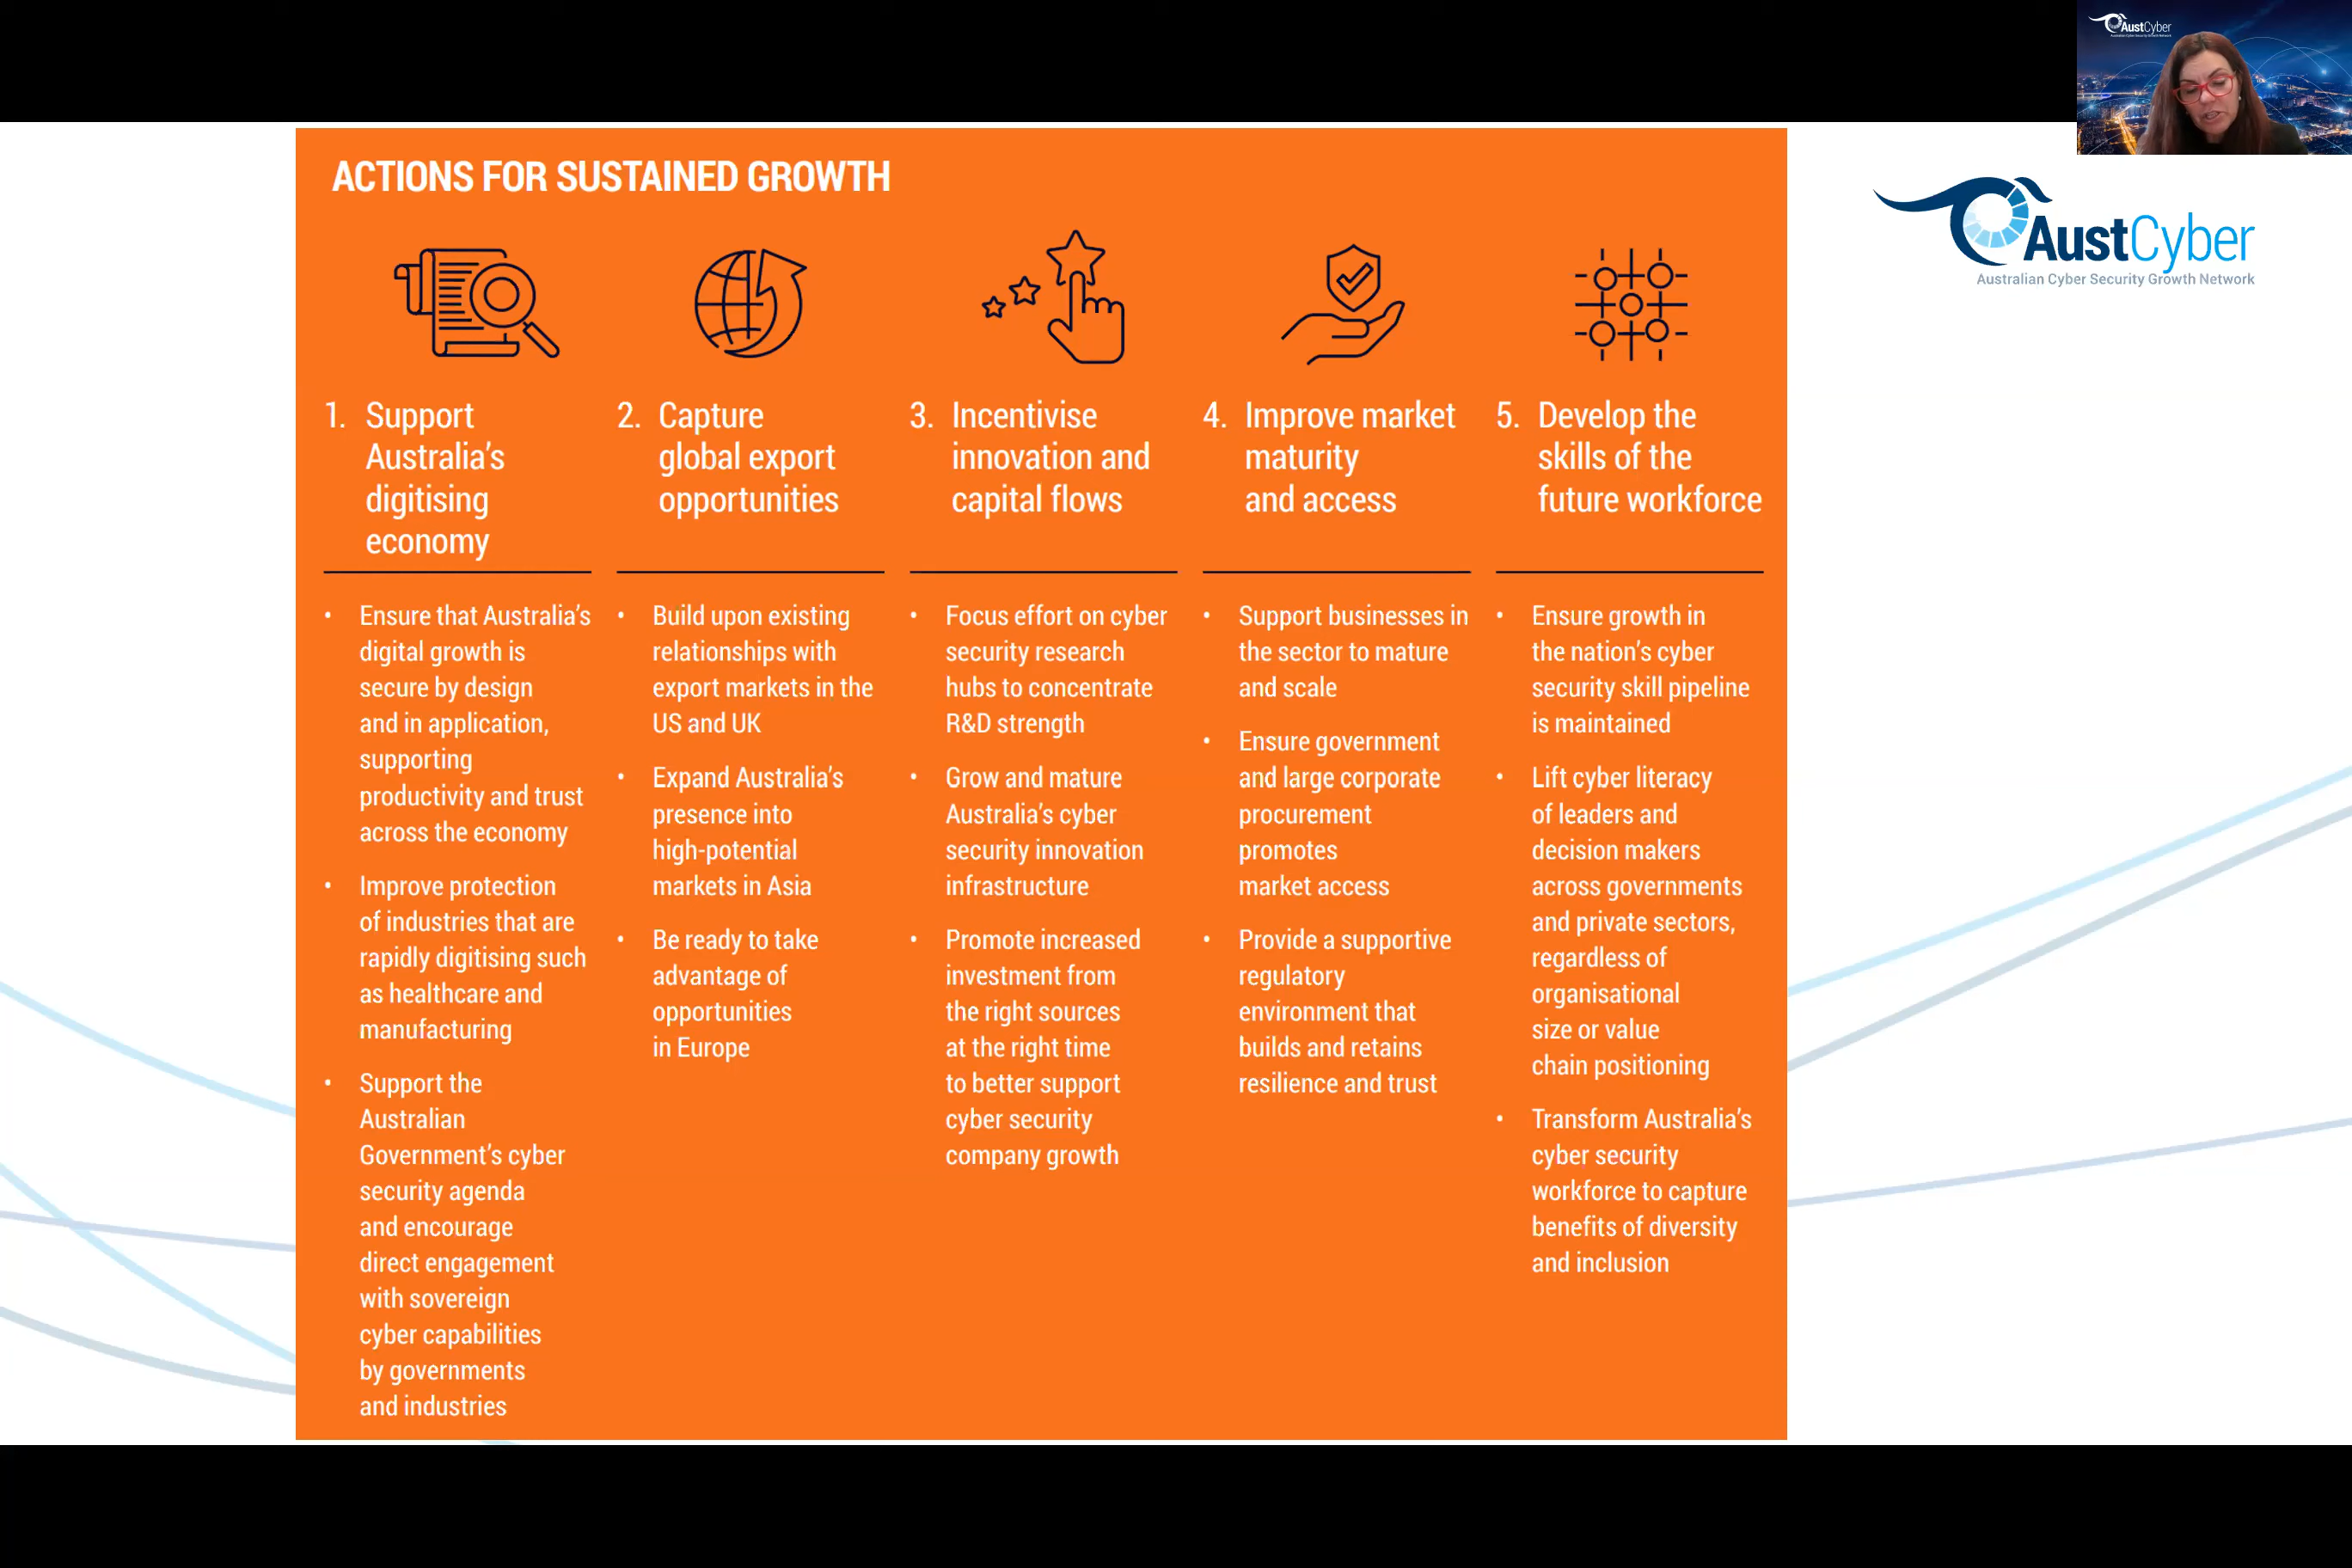 AustCyber
ACTIONS FOR SUSTAINED GROWTH
AustCyber
Australian Cyber Security Growth Network
1. Support
Australia’s
digitising
economy
• Ensure that Australia’s
digital growth is
secure by design
and in application,
supporting
productivity and trust
across the economy
• Improve protection
of industries that are
rapidly digitising such
as healthcare and
manufacturing
• Support the
Australian
Government’s cyber
security agenda
and encourage
direct engagement
with sovereign
cyber capabilities
by governments
and industries
2. Capture
global export
opportunities
• Build upon existing
relationships with
export markets in the
US and UK
• Expand Australia’s
presence into
high-potential
markets in Asia
• Be ready to take
advantage of
opportunities
in Europe
3. Incentivise
innovation and
capital flows
• Focus effort on cyber
security research
hubs to concentrate
R&D strength
• Grow and mature
Australia’s cyber
security innovation
infrastructure
• Promote increased
investment from
the right sources
at the right time
to better support
cyber security
company growth
4. Improve market
maturity
and access
• Support businesses in
the sector to mature
and scale
• Ensure government
and large corporate
procurement
promotes
market access
• Provide a supportive
regulatory
environment that
builds and retains
resilience and trust
5. Develop the
skills of the
future workforce
• Ensure growth in
the nation’s cyber
security skill pipeline
is maintained
• Lift cyber literacy
of leaders and
decision makers
across governments
and private sectors,
regardless of
organisational
size or value
chain positioning
• Transform Australia’s
cyber security
workforce to capture
benefits of diversity
and inclusion